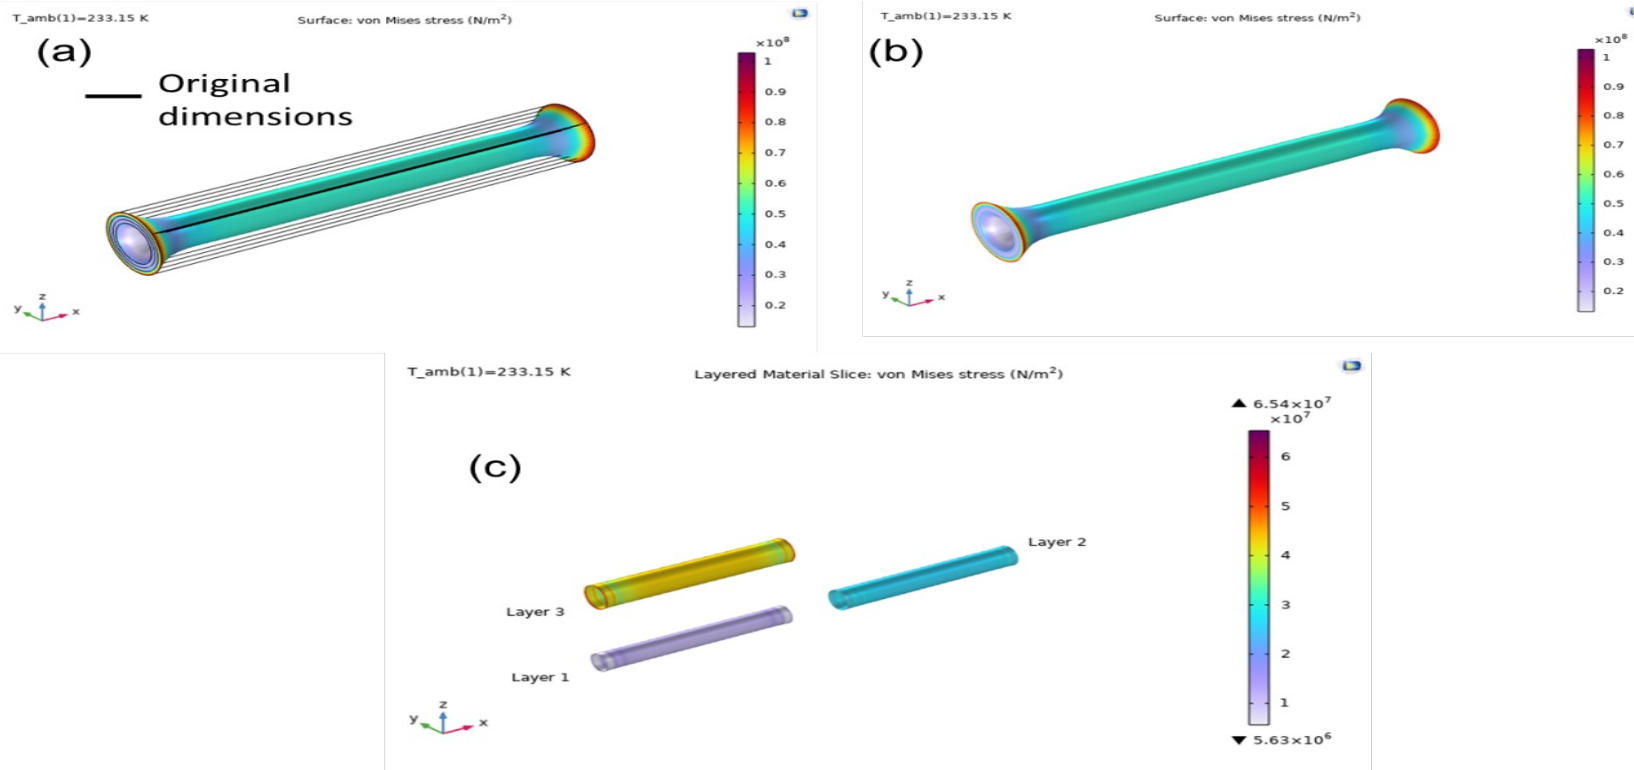 T_amb(1)=233.15 K
Surface: von Mises stress (N/m²)
(a)
Original
dimensions
×10⁸
1
0.9
0.8
0.7
0.6
0.5
0.4
0.3
0.2
y z x
T_amb(1)=233.15 K
Surface: von Mises stress (N/m²)
(b)
×10⁸
1
0.9
0.8
0.7
0.6
0.5
0.4
0.3
0.2
y z x
T_amb(1)=233.15 K
Layered Material Slice: von Mises stress (N/m²)
(c)
▲ 6.54×10⁷
×10⁷
6
5
4
3
2
1
▼ 5.63×10⁶
Layer 2
Layer 3
Layer 1
y z x